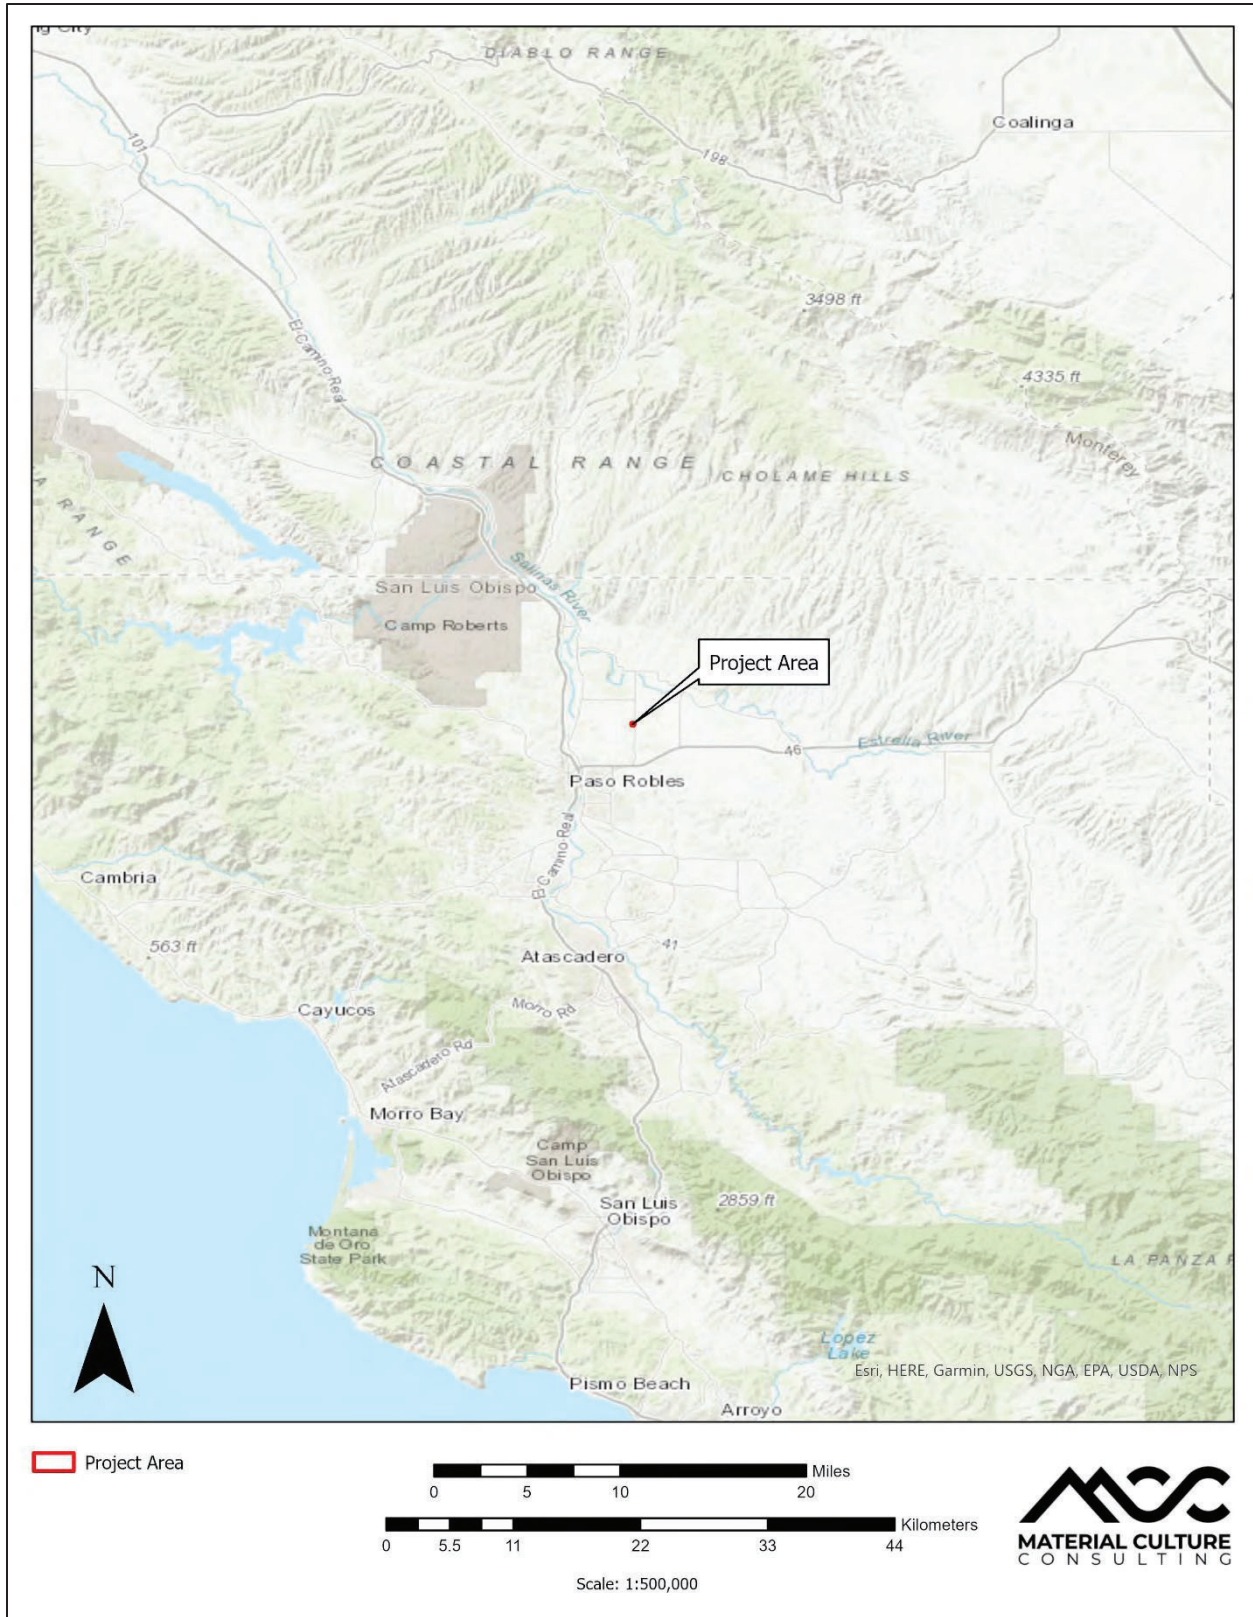 ng City
DIABLO RANGE
Coalinga
101
198
3498 ft
El Camino Real
4335 ft
Monterey
COASTAL RANGE
CHOLAME HILLS
A RANGE
Salinas River
San Luis Obispo
Camp Roberts
Project Area
Estrella River
46
Paso Robles
El Camino Real
Cambria
563 ft
41
Atascadero
Cayucos
Morro Rd
Atascadero Rd
Morro Bay
Camp
San Luis
Obispo
San Luis
Obispo
2859 ft
Montana
de Oro
State Park
LA PANZA R
N
Lopez
Lake
Esri, HERE, Garmin, USGS, NGA, EPA, USDA, NPS
Pismo Beach
Arroyo
Project Area
Miles
0 5 10 20
Kilometers
0 5.5 11 22 33 44
Scale: 1:500,000
MCC
MATERIAL CULTURE
CONSULTING